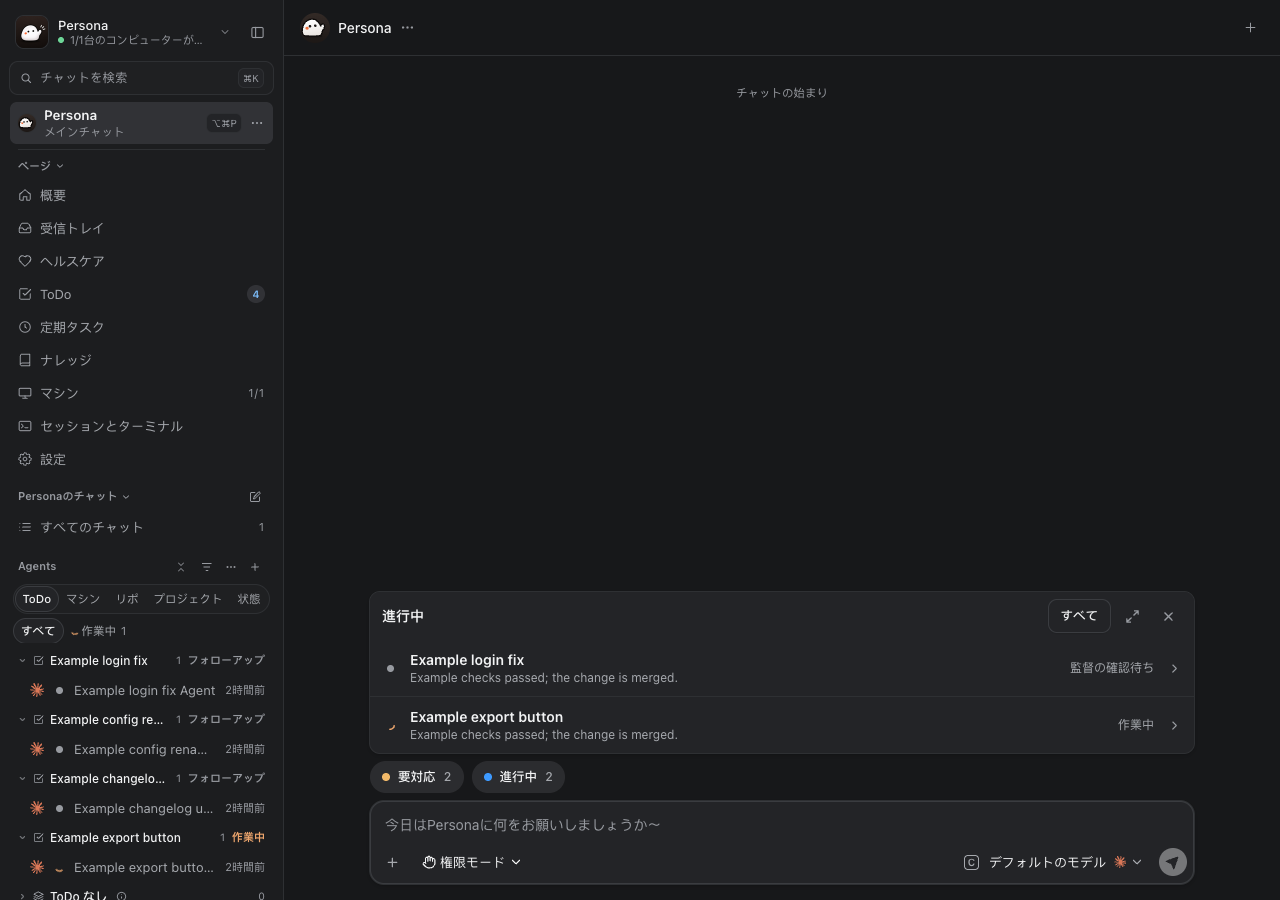 Persona
1/1台のコンピューターが...
チャットを検索
⌘K
Persona
メインチャット
⌥⌘P
ページ
概要
受信トレイ
ヘルスケア
ToDo
4
定期タスク
ナレッジ
マシン
1/1
セッションとターミナル
設定
Personaのチャット
すべてのチャット
1
Agents
ToDo マシン リポ プロジェクト 状態
すべて 作業中 1
Example login fix 1 フォローアップ
Example login fix Agent 2時間前
Example config re... 1 フォローアップ
Example config rena... 2時間前
Example changelo... 1 フォローアップ
Example changelog u... 2時間前
Example export button 1 作業中
Example export butto... 2時間前
ToDo なし 0
Persona
チャットの始まり
進行中
すべて
Example login fix
Example checks passed; the change is merged.
監督の確認待ち
Example export button
Example checks passed; the change is merged.
作業中
要対応 2
進行中 2
今日はPersonaに何をお願いしましょうか〜
権限モード
C デフォルトのモデル